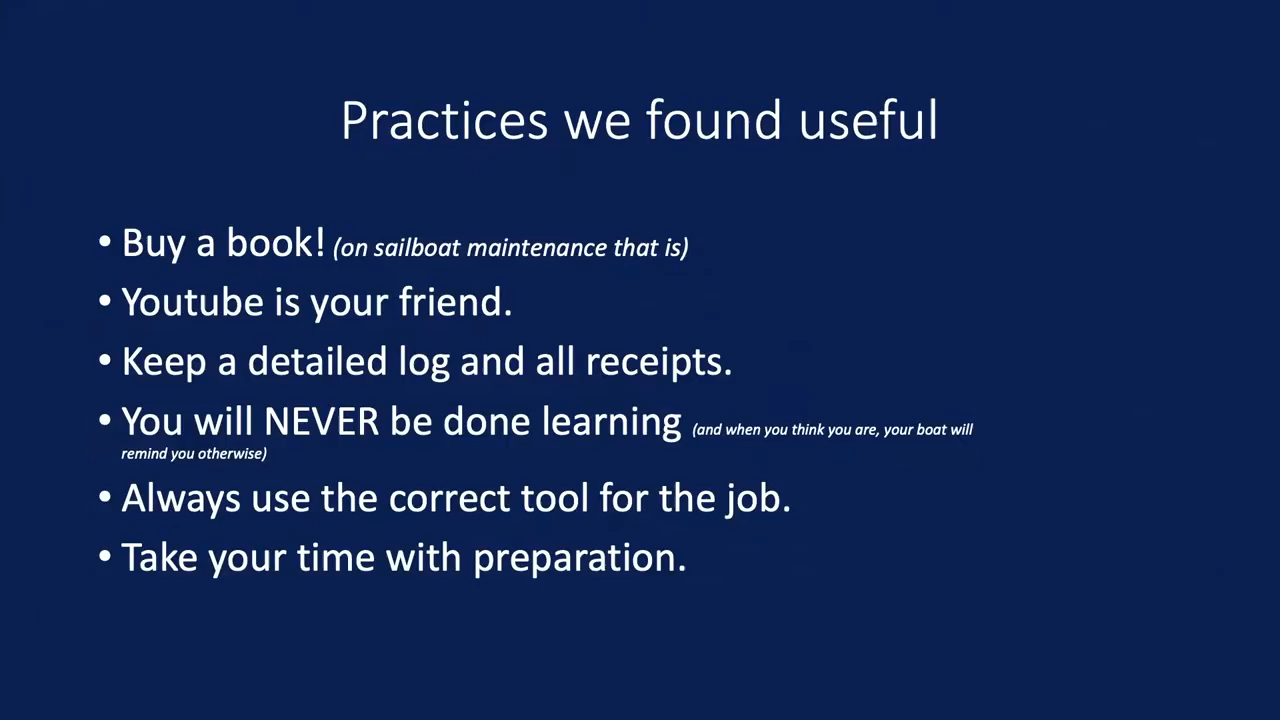 Practices we found useful
• Buy a book! (on sailboat maintenance that is)
• Youtube is your friend.
• Keep a detailed log and all receipts.
• You will NEVER be done learning (and when you think you are, your boat will
remind you otherwise)
• Always use the correct tool for the job.
• Take your time with preparation.